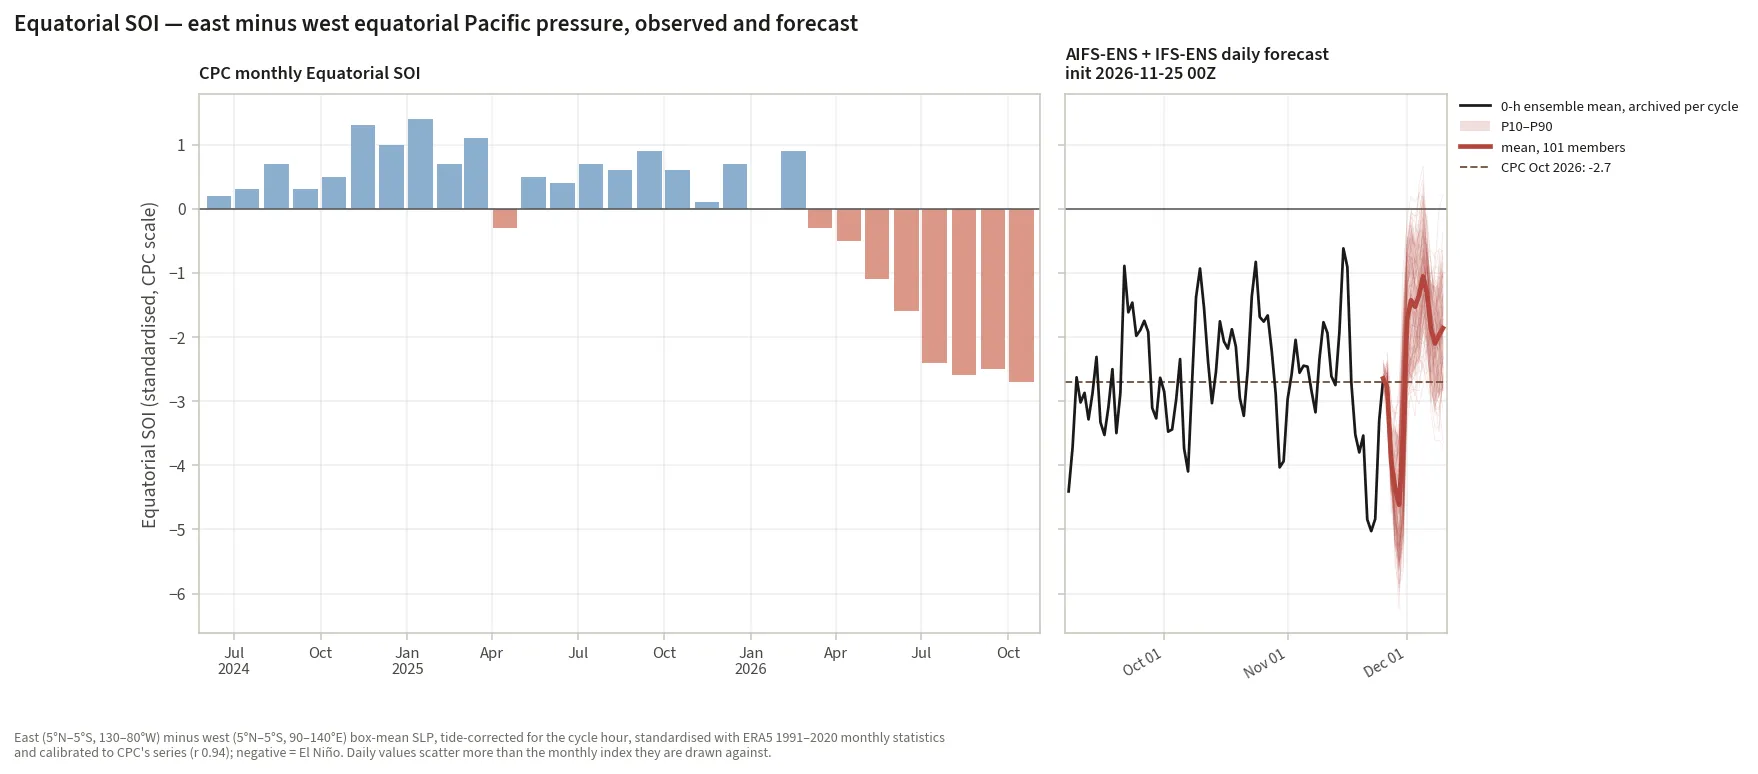 Equatorial SOI — east minus west equatorial Pacific pressure, observed and forecast
CPC monthly Equatorial SOI
AIFS-ENS + IFS-ENS daily forecast
init 2026-11-25 00Z
0-h ensemble mean, archived per cycle
P10–P90
mean, 101 members
CPC Oct 2026: -2.7
Equatorial SOI (standardised, CPC scale)
1
0
−1
−2
−3
−4
−5
−6
Jul
2024
Oct
Jan
2025
Apr
Jul
Oct
Jan
2026
Apr
Jul
Oct
Oct 01
Nov 01
Dec 01
East (5°N–5°S, 130–80°W) minus west (5°N–5°S, 90–140°E) box-mean SLP, tide-corrected for the cycle hour, standardised with ERA5 1991–2020 monthly statistics
and calibrated to CPC's series (r 0.94); negative = El Niño. Daily values scatter more than the monthly index they are drawn against.